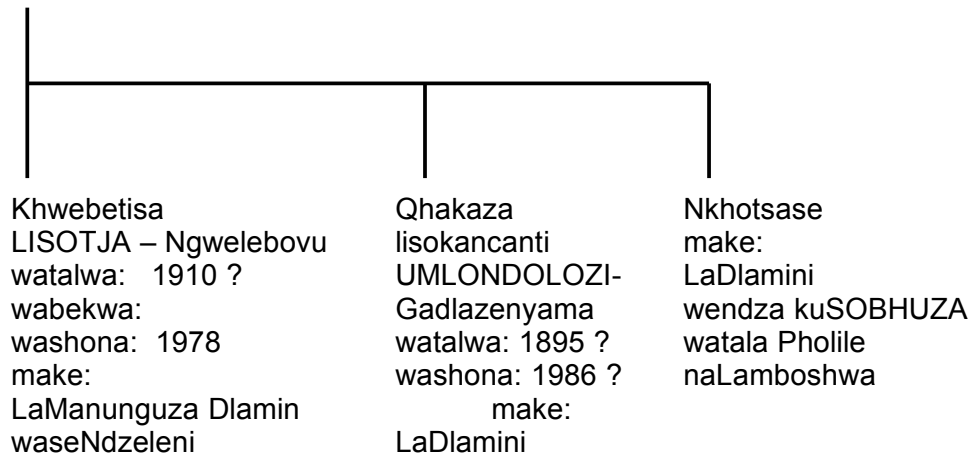 Khwebetisa
LISOTJA – Ngwelebovu
watalwa: 1910 ?
wabekwa:
washona: 1978
make:
LaManunguza Dlamin
waseNdzeleni
Qhakaza
lisokancanti
UMLONDOLOZI-
Gadlazenyama
watalwa: 1895 ?
washona: 1986 ?
make:
LaDlamini
Nkhotsase
make:
LaDlamini
wendza kuSOBHUZA
watala Pholile
naLamboshwa